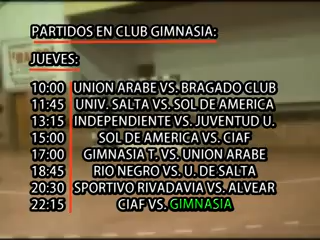 PARTIDOS EN CLUB GIMNASIA:
JUEVES:
10:00 UNION ARABE VS. BRAGADO CLUB
11:45 UNIV. SALTA VS. SOL DE AMERICA
13:15 INDEPENDIENTE VS. JUVENTUD U.
15:00 SOL DE AMERICA VS. CIAF
17:00 GIMNASIA T. VS. UNION ARABE
18:45 RIO NEGRO VS. U. DE SALTA
20:30 SPORTIVO RIVADAVIA VS. ALVEAR
22:15 CIAF VS. GIMNASIA